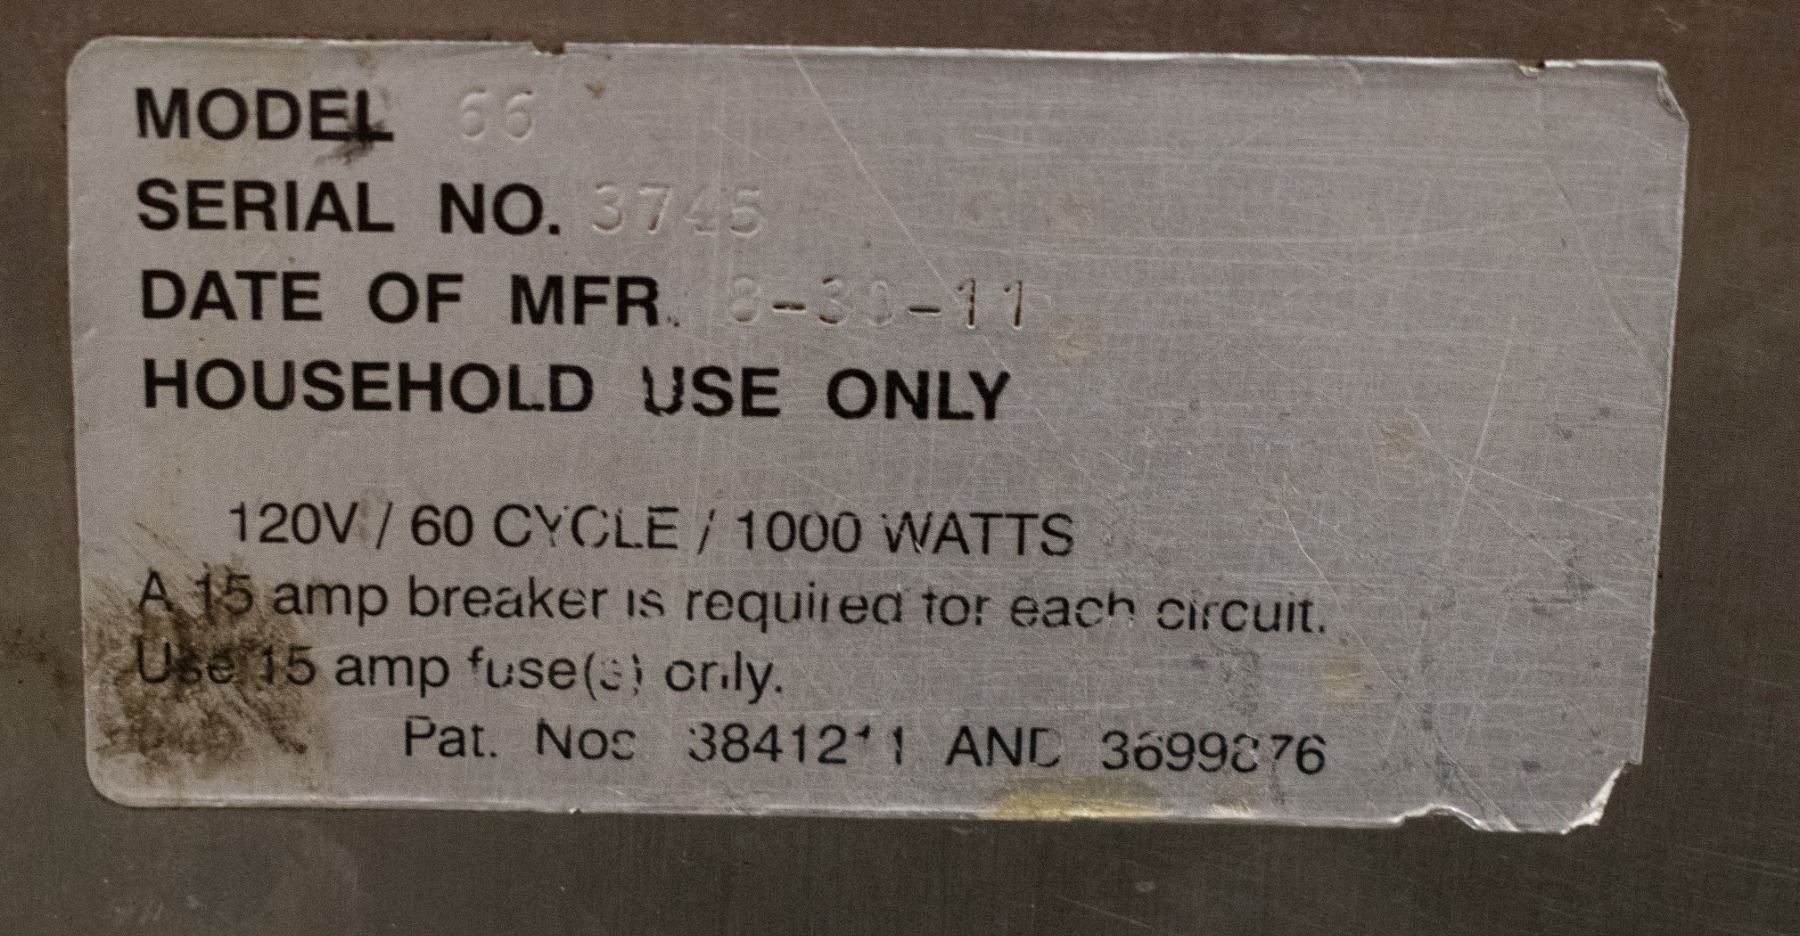 MODEL 66
SERIAL NO. 3745
DATE OF MFR. 8-30-11
HOUSEHOLD USE ONLY
120V / 60 CYCLE / 1000 WATTS
A 15 amp breaker is required for each circuit.
Use 15 amp fuse(s) only.
Pat. Nos 3841211 AND 3699876